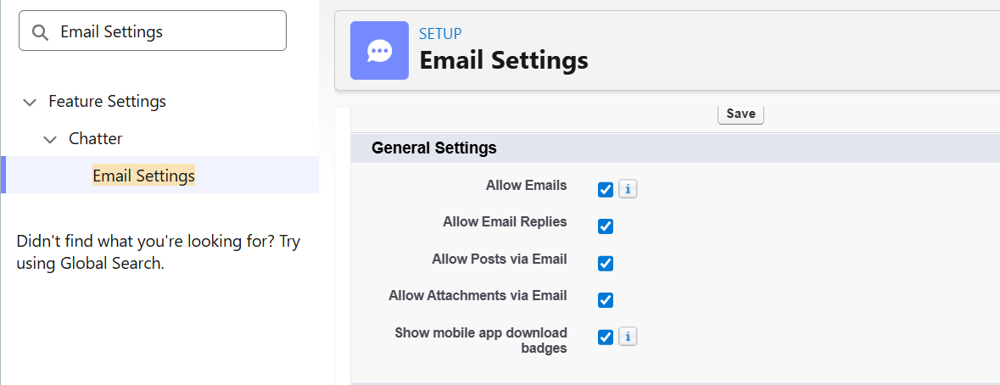 Email Settings
Feature Settings
Chatter
Email Settings
Didn't find what you're looking for? Try
using Global Search.
SETUP
Email Settings
Save
General Settings
Allow Emails
i
Allow Email Replies
Allow Posts via Email
Allow Attachments via Email
Show mobile app download
badges
i